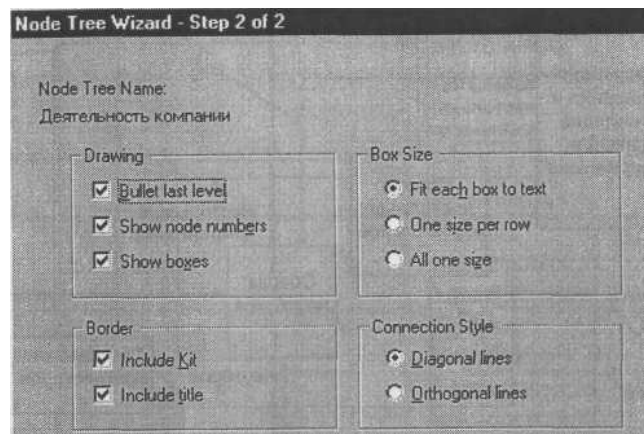 Node Tree Wizard - Step 2 of 2
Node Tree Name:
Деятельность компании
Drawing
Bullet last level
Show node numbers
Show boxes
Box Size
Fit each box to text
One size per row
All one size
Border
Include Kit
Include title
Connection Style
Diagonal lines
Orthogonal lines